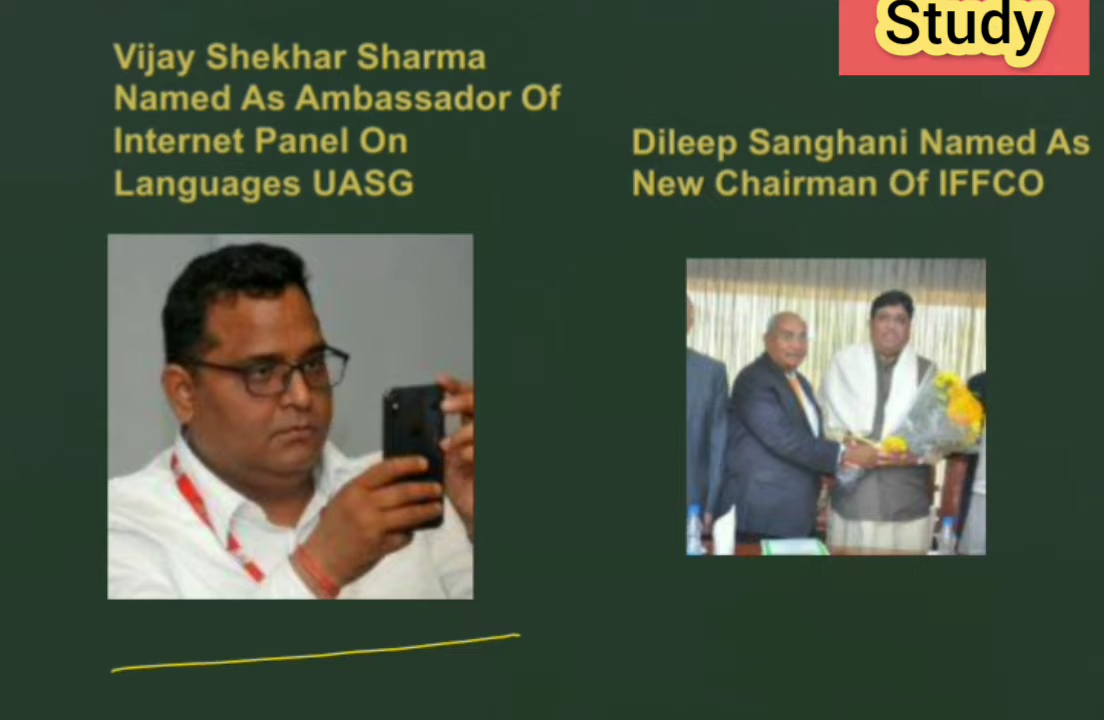 Study
Vijay Shekhar Sharma
Named As Ambassador Of
Internet Panel On
Languages UASG
Dileep Sanghani Named As
New Chairman Of IFFCO